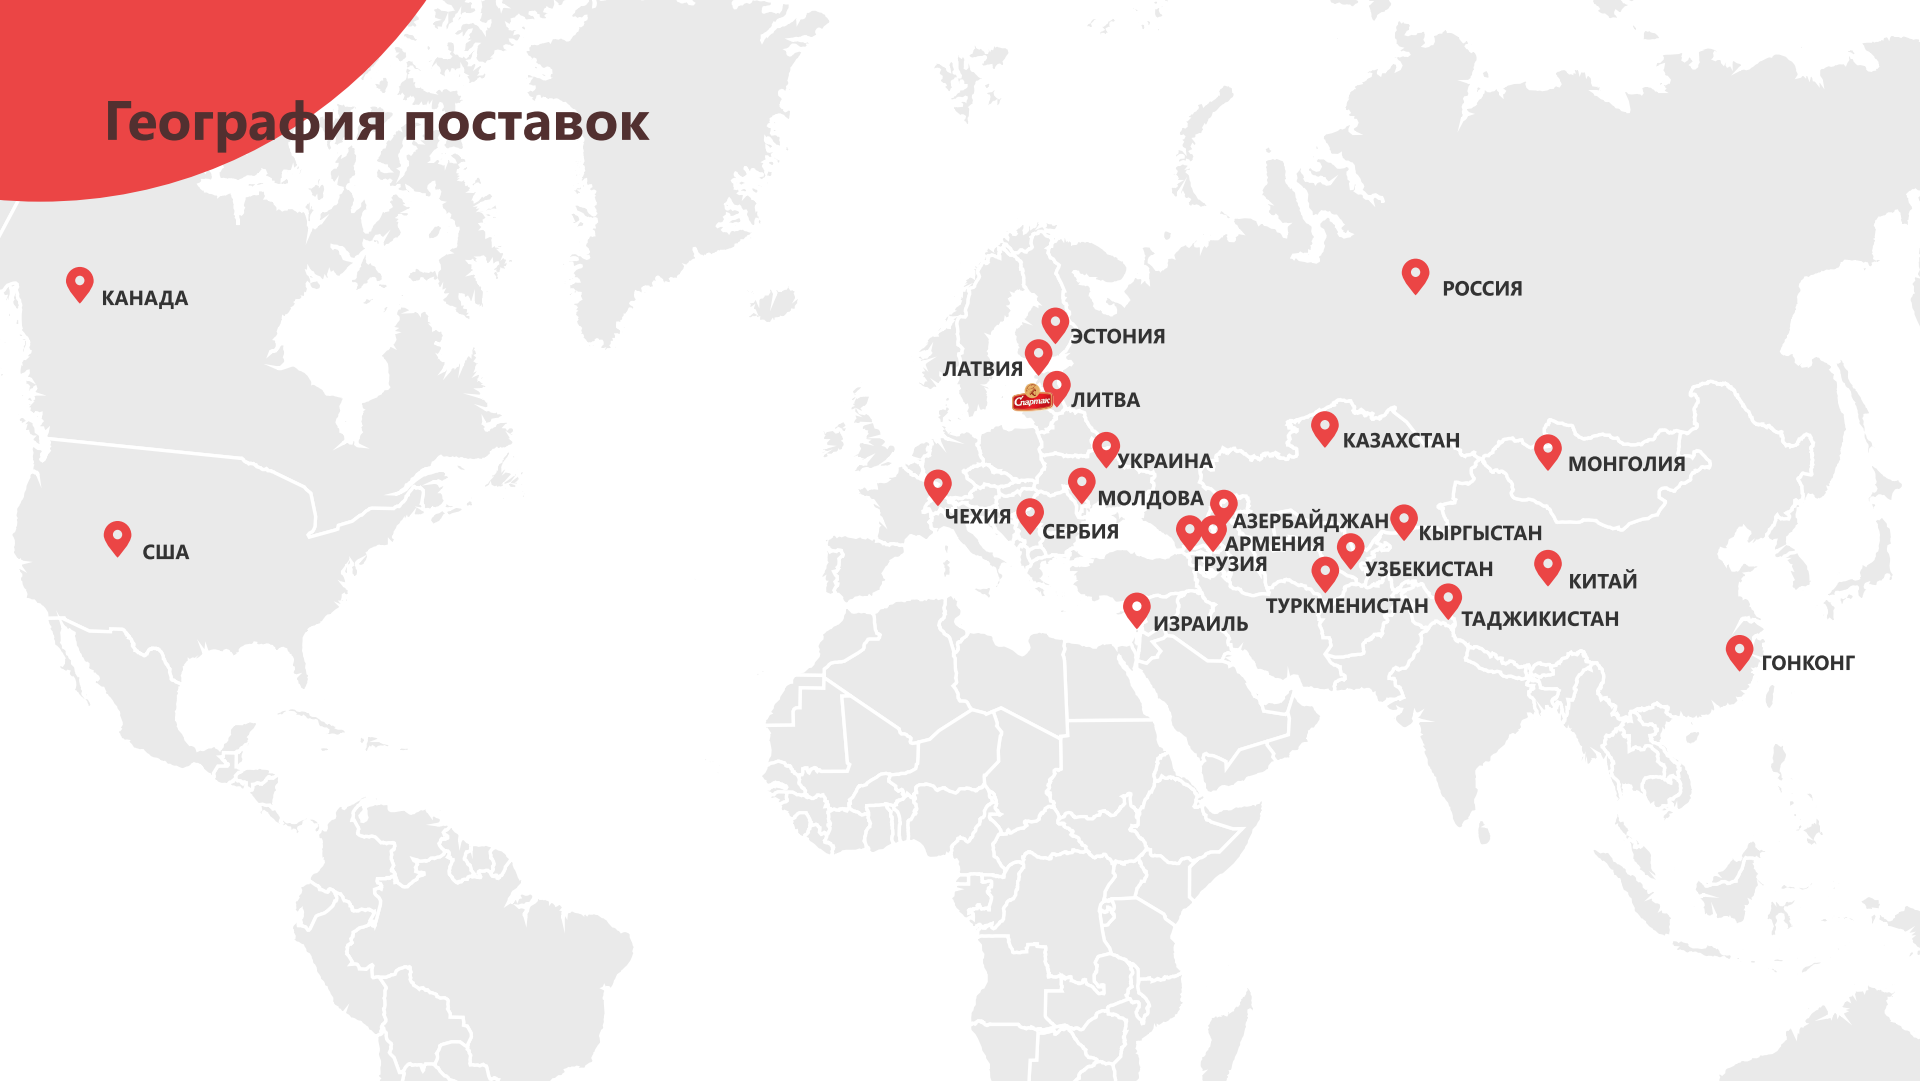 География поставок
КАНАДА
РОССИЯ
ЭСТОНИЯ
ЛАТВИЯ
Спартак
ЛИТВА
КАЗАХСТАН
УКРАИНА
МОНГОЛИЯ
МОЛДОВА
ЧЕХИЯ
СЕРБИЯ
АЗЕРБАЙДЖАН
КЫРГЫСТАН
АРМЕНИЯ
США
ГРУЗИЯ
УЗБЕКИСТАН
КИТАЙ
ТУРКМЕНИСТАН
ТАДЖИКИСТАН
ИЗРАИЛЬ
ГОНКОНГ